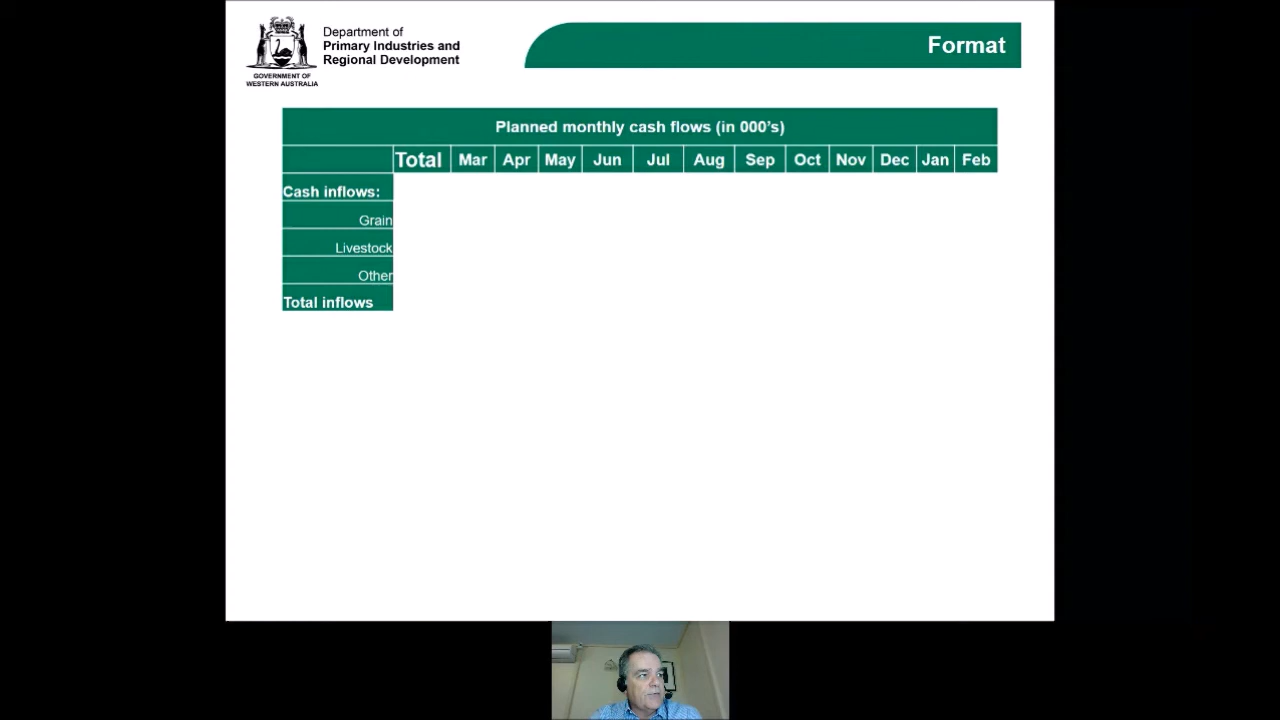 Department of
Primary Industries and
Regional Development
GOVERNMENT OF
WESTERN AUSTRALIA
Format
Planned monthly cash flows (in 000's)
Total Mar Apr May Jun Jul Aug Sep Oct Nov Dec Jan Feb
Cash inflows:
Grain
Livestock
Other
Total inflows